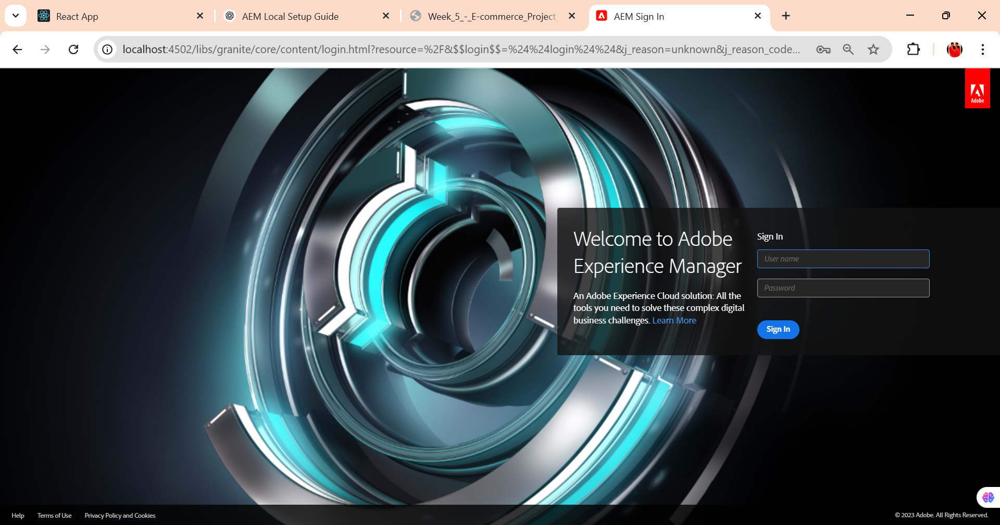 React App
AEM Local Setup Guide
Week_5_-_E-commerce_Project_
AEM Sign In
localhost:4502/libs/granite/core/content/login.html?resource=%2F&$$login$$=%24%24login%24%24&j_reason=unknown&j_reason_code...
Adobe
Welcome to Adobe
Experience Manager
An Adobe Experience Cloud solution: All the
tools you need to solve these complex digital
business challenges. Learn More
Sign In
User name
Password
Sign In
Help
Terms of Use
Privacy Policy and Cookies
© 2023 Adobe. All Rights Reserved.